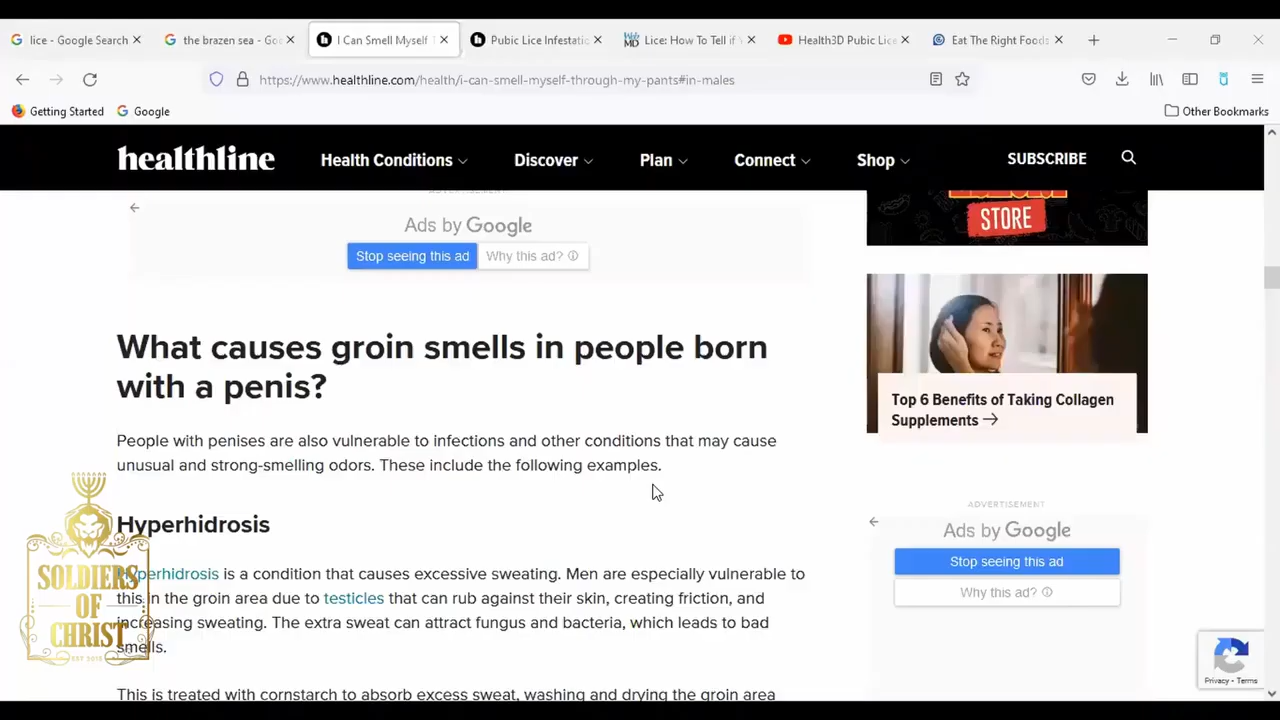 lice - Google Search
the brazen sea - Goo
I Can Smell Myself T
Pubic Lice Infestatio
Web MD
Lice: How To Tell if Y
Health3D Pubic Lice
Eat The Right Foods
https://www.healthline.com/health/i-can-smell-myself-through-my-pants#in-males
Getting Started
Google
Other Bookmarks
healthline
Health Conditions
Discover
Plan
Connect
Shop
SUBSCRIBE
ADVERTISEMENT
Ads by Google
Stop seeing this ad
Why this ad?
STORE
What causes groin smells in people born
with a penis?
People with penises are also vulnerable to infections and other conditions that may cause
unusual and strong-smelling odors. These include the following examples.
Hyperhidrosis
Hyperhidrosis is a condition that causes excessive sweating. Men are especially vulnerable to
this in the groin area due to testicles that can rub against their skin, creating friction, and
increasing sweating. The extra sweat can attract fungus and bacteria, which leads to bad
smells.
This is treated with cornstarch to absorb excess sweat, washing and drying the groin area
Top 6 Benefits of Taking Collagen
Supplements
ADVERTISEMENT
Ads by Google
Stop seeing this ad
Why this ad?
Privacy - Terms
SOLDIERS
OF
CHRIST